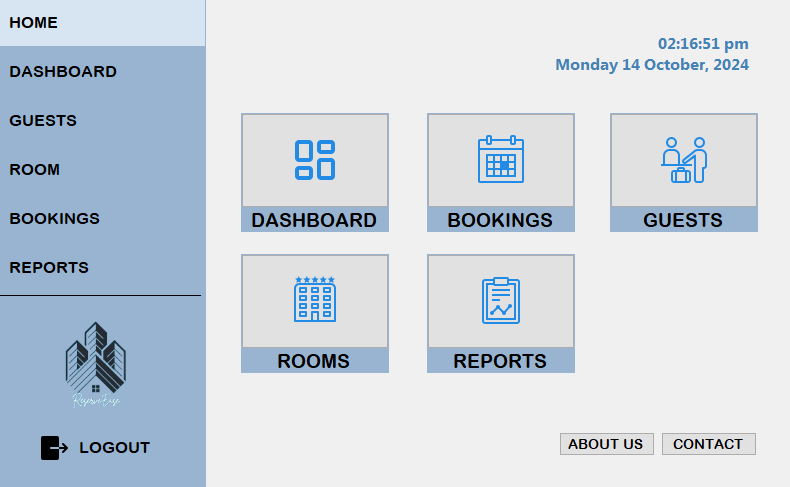 HOME
DASHBOARD
GUESTS
ROOM
BOOKINGS
REPORTS
ReserveEase
LOGOUT
02:16:51 pm
Monday 14 October, 2024
DASHBOARD
BOOKINGS
GUESTS
ROOMS
REPORTS
ABOUT US
CONTACT